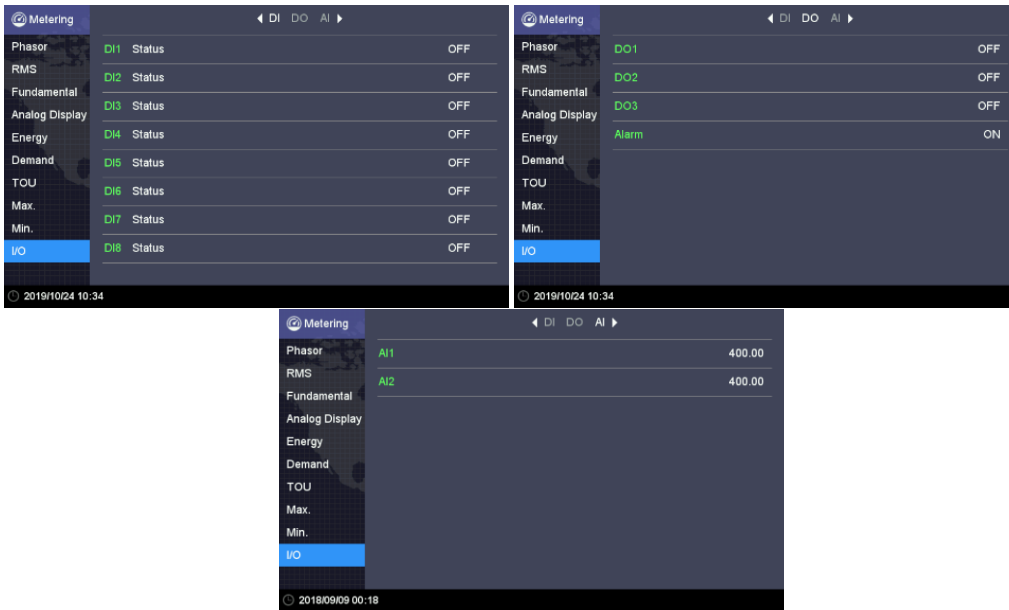 Metering
DI DO AI
Phasor
RMS
Fundamental
Analog Display
Energy
Demand
TOU
Max.
Min.
I/O
DI1 Status OFF
DI2 Status OFF
DI3 Status OFF
DI4 Status OFF
DI5 Status OFF
DI6 Status OFF
DI7 Status OFF
DI8 Status OFF
2019/10/24 10:34
Metering
DI DO AI
Phasor
RMS
Fundamental
Analog Display
Energy
Demand
TOU
Max.
Min.
I/O
DO1 OFF
DO2 OFF
DO3 OFF
Alarm ON
2019/10/24 10:34
Metering
DI DO AI
Phasor
RMS
Fundamental
Analog Display
Energy
Demand
TOU
Max.
Min.
I/O
AI1 400.00
AI2 400.00
2018/09/09 00:18